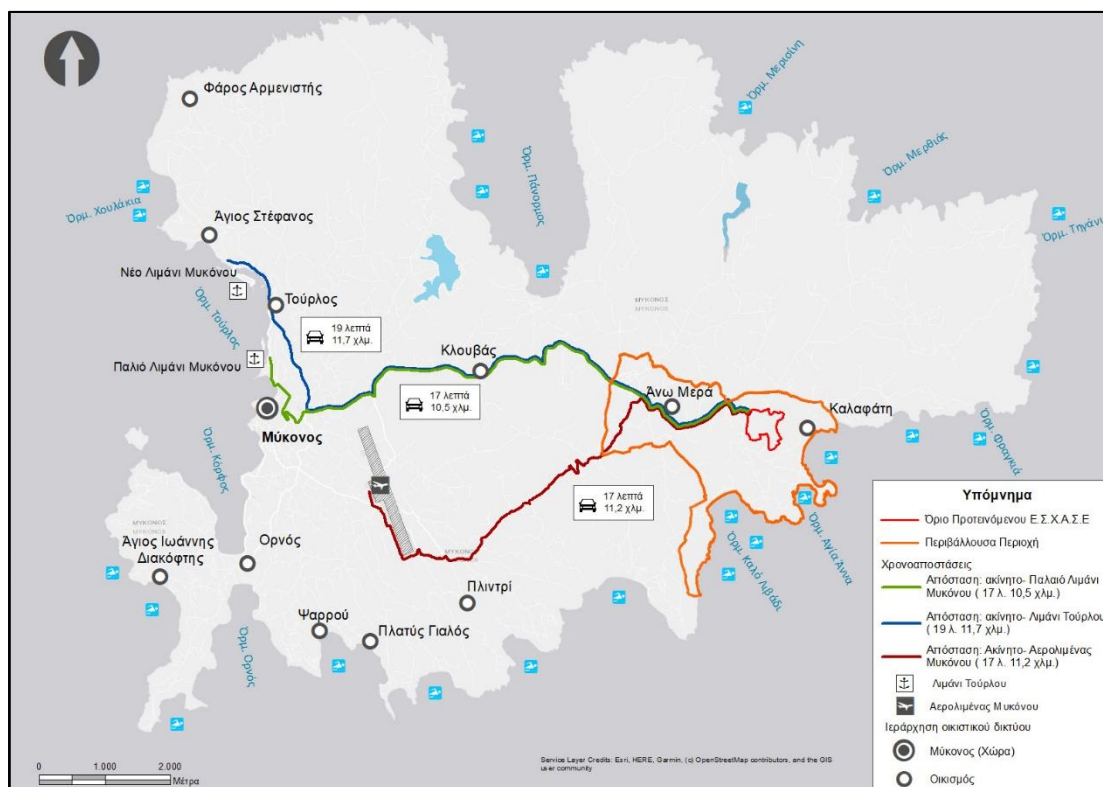 Φάρος Αρμενιστής
Όρμ. Μερσίνη
Όρμ. Πάνορμος
Όρμ. Μερθιάς
Όρμ. Χουλάκια
Όρμ. Τηγάνι
Άγιος Στέφανος
Νέο Λιμάνι Μυκόνου
Όρμ. Τούρλος
Τούρλος
ΜΥΚΟΝΟΣ
ΜΥΚΟΝΟΣ
19 λεπτά
11,7 χλμ.
Παλιό Λιμάνι Μυκόνου
Κλουβάς
17 λεπτά
10,5 χλμ.
Άνω Μερά
Καλαφάτη
Μύκονος
Όρμ. Κόρφος
Όρμ. Φραγκιά
17 λεπτά
11,2 χλμ.
Όρμ. Αγία Άννα
Όρμ. Καλό Λιβάδι
ΜΥΚΟΝΟΣ
ΜΥΚΟΝΟΣ
Άγιος Ιωάννης
Διακόφτης
Ορνός
ΜΥΚΟΝΟΣ
Πλιντρί
Ψαρρού
Πλατύς Γιαλός
Όρμ. Ορνός
Υπόμνημα
Όριο Προτεινόμενου Ε.Σ.Χ.Α.Σ.Ε
Περιβάλλουσα Περιοχή
Χρονοαποστάσεις
Απόσταση: ακίνητο- Παλαιό Λιμάνι
Μυκόνου ( 17 λ. 10,5 χλμ.)
Απόσταση: ακίνητο- Λιμάνι Τούρλου
( 19 λ. 11,7 χλμ.)
Απόσταση: Ακίνητο- Αερολιμένας
Μυκόνου ( 17 λ. 11,2 χλμ.)
Λιμάνι Τούρλου
Αερολιμένας Μυκόνου
Ιεράρχηση οικιστικού δικτύου
Μύκονος (Χώρα)
Οικισμός
0 1.000 2.000
Μέτρα
Service Layer Credits: Esri, HERE, Garmin, (c) OpenStreetMap contributors, and the GIS
user community